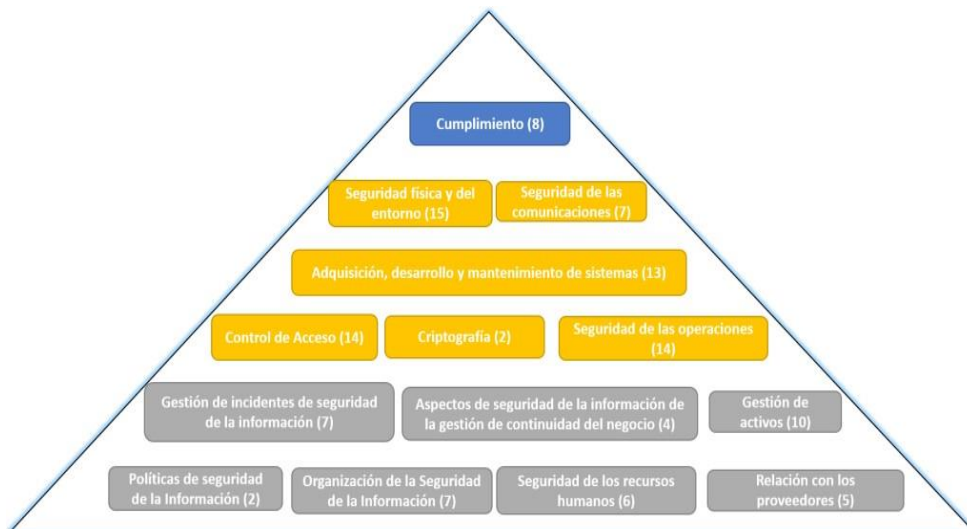 Cumplimiento (8)
Seguridad física y del
entorno (15)
Seguridad de las
comunicaciones (7)
Adquisición, desarrollo y mantenimiento de sistemas (13)
Control de Acceso (14)
Criptografía (2)
Seguridad de las operaciones
(14)
Gestión de incidentes de seguridad
de la información (7)
Aspectos de seguridad de la información de
la gestión de continuidad del negocio (4)
Gestión de
activos (10)
Políticas de seguridad
de la Información (2)
Organización de la Seguridad
de la Información (7)
Seguridad de los recursos
humanos (6)
Relación con los
proveedores (5)